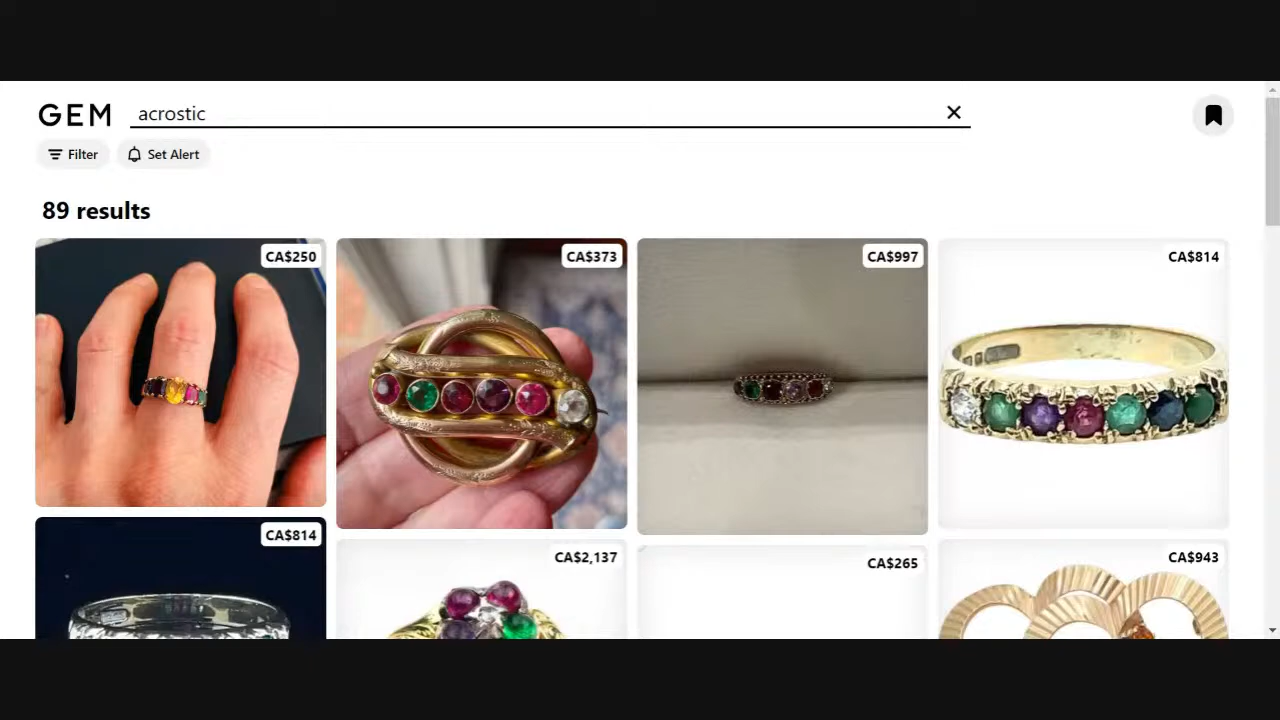 GEM acrostic
Filter Set Alert
89 results
CA$250 CA$373 CA$997 CA$814
CA$814 CA$2,137 CA$265 CA$943